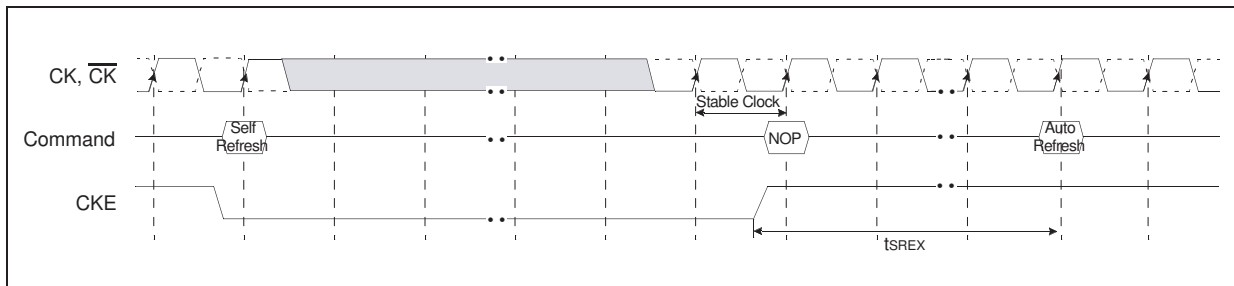 CK, CK
Stable Clock
Command
Self
Refresh
NOP
Auto
Refresh
CKE
tSREX